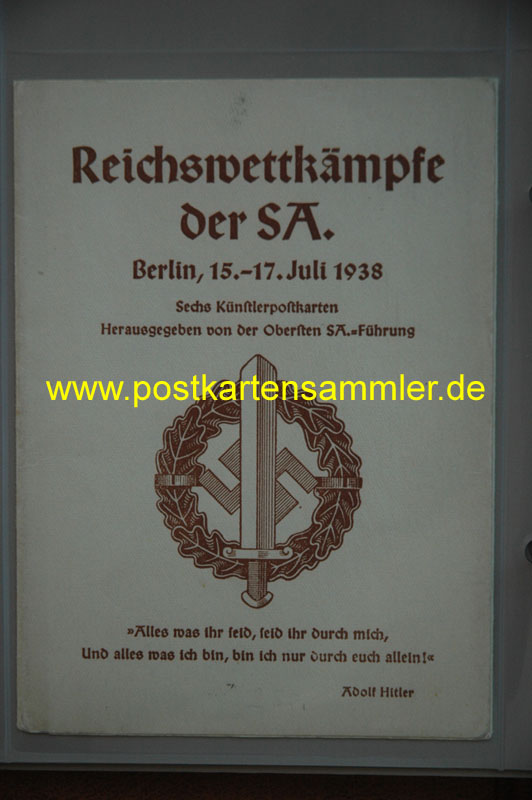 Reichswettkämpfe
der SA.
Berlin, 15.-17. Juli 1938
Sechs Künstlerpostkarten
Herausgegeben von der Obersten SA.=Führung
www.postkartensammler.de
»Alles was ihr seid, seid ihr durch mich,
Und alles was ich bin, bin ich nur durch euch allein!«
Adolf Hitler